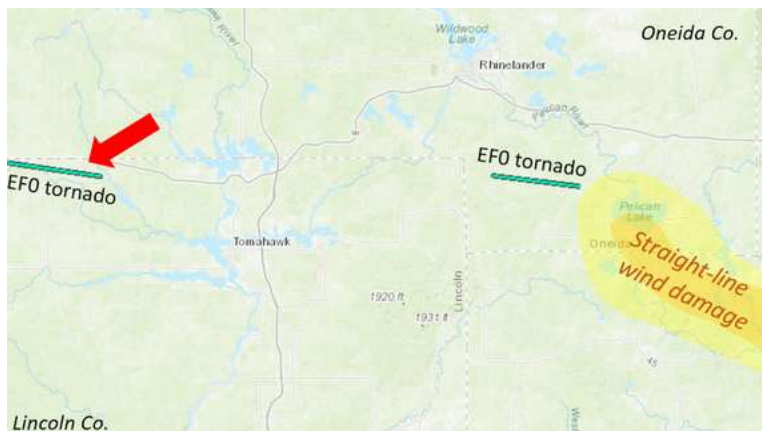 Wildwood
Lake
Oneida Co.
Rhinelander
Pelican River
8
EF0 tornado
EF0 tornado
Pelican
Lake
Tomahawk
Oneida
Straight-line
wind damage
1920 ft
1931 ft
Lincoln
45
Lincoln Co.